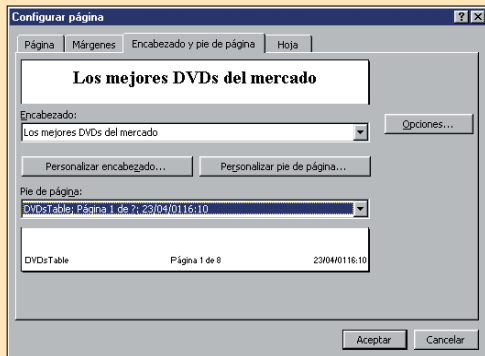 Configurar página
Página Márgenes Encabezado y pie de página Hoja
Los mejores DVDs del mercado
Encabezado:
Los mejores DVDs del mercado
Opciones...
Personalizar encabezado... Personalizar pie de página...
Pie de página:
DVDsTable; Página 1 de ?; 23/04/0116:10
DVDsTable Página 1 de 8 23/04/0116:10
Aceptar Cancelar